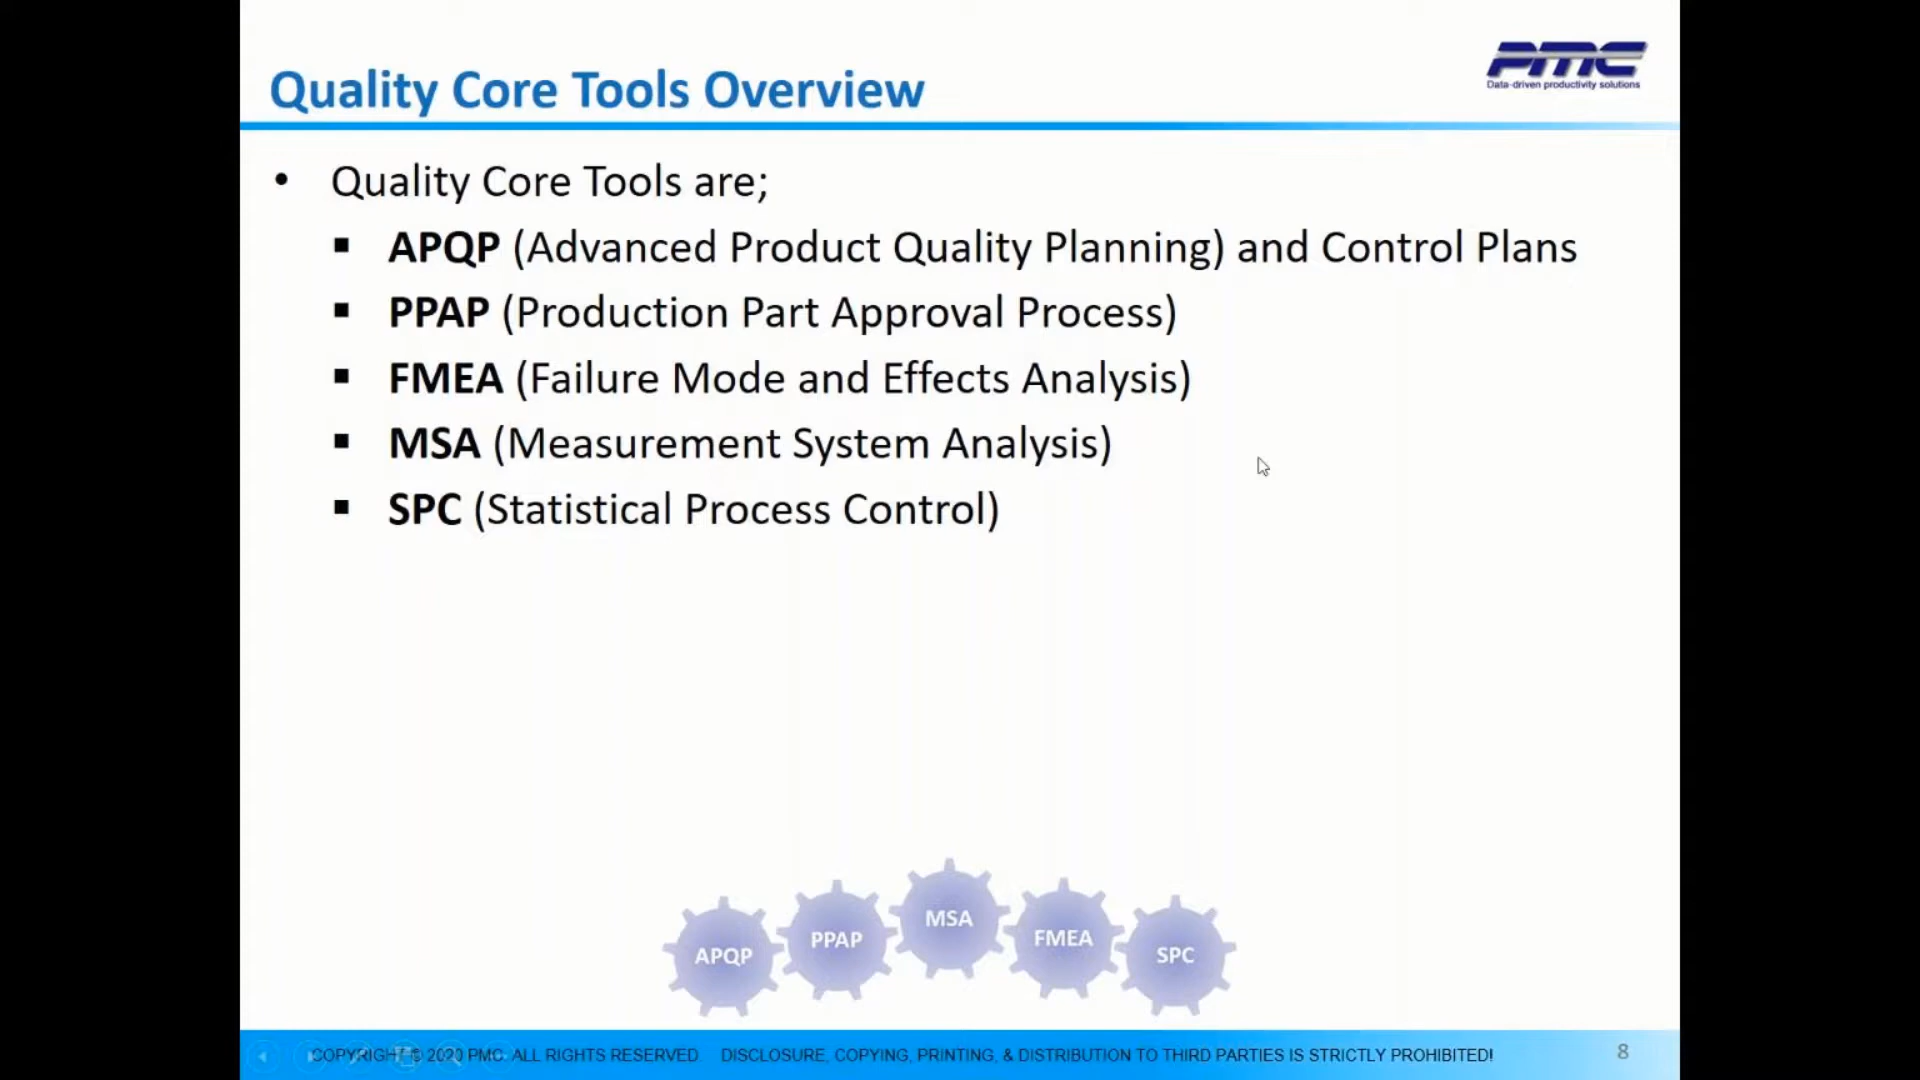 PMC
Data-driven productivity solutions
Quality Core Tools Overview
• Quality Core Tools are;
▪ APQP (Advanced Product Quality Planning) and Control Plans
▪ PPAP (Production Part Approval Process)
▪ FMEA (Failure Mode and Effects Analysis)
▪ MSA (Measurement System Analysis)
▪ SPC (Statistical Process Control)
APQP
PPAP
MSA
FMEA
SPC
COPYRIGHT © 2020 PMC. ALL RIGHTS RESERVED. DISCLOSURE, COPYING, PRINTING, & DISTRIBUTION TO THIRD PARTIES IS STRICTLY PROHIBITED!
8